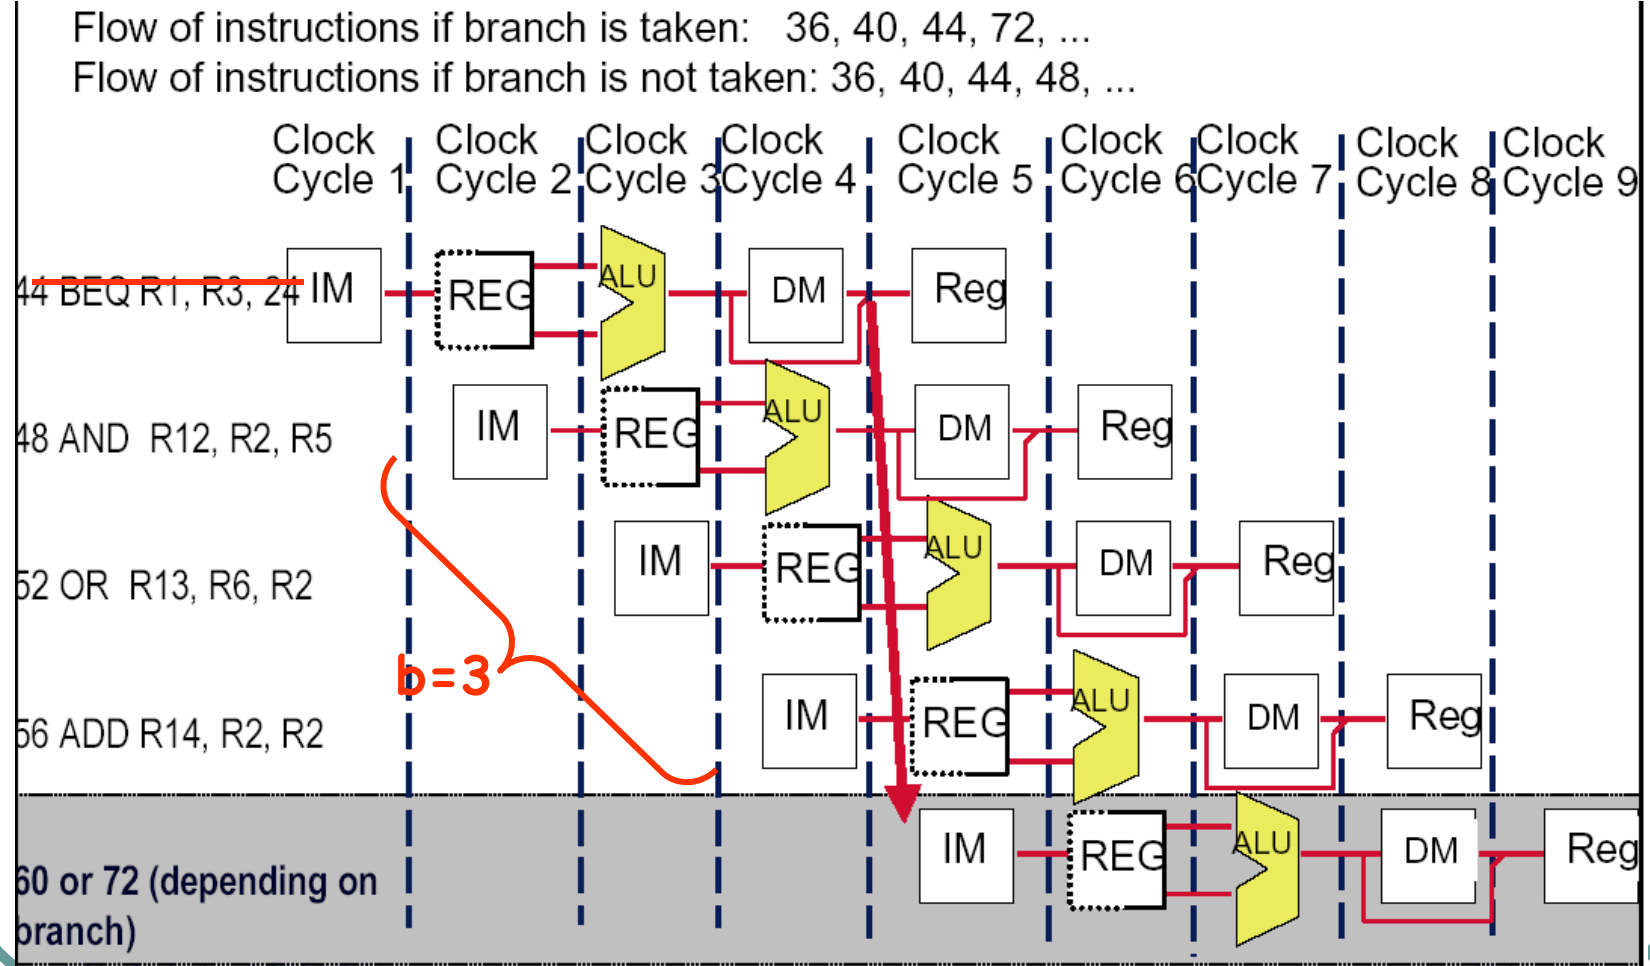 Flow of instructions if branch is taken: 36, 40, 44, 72, ...
Flow of instructions if branch is not taken: 36, 40, 44, 48, ...
Clock Cycle 1
Clock Cycle 2
Clock Cycle 3
Clock Cycle 4
Clock Cycle 5
Clock Cycle 6
Clock Cycle 7
Clock Cycle 8
Clock Cycle 9
44 BEQ R1, R3, 24 IM REG ALU DM Reg
48 AND R12, R2, R5 IM REG ALU DM Reg
52 OR R13, R6, R2 IM REG ALU DM Reg
b=3
56 ADD R14, R2, R2 IM REG ALU DM Reg
IM REG ALU DM Reg
60 or 72 (depending on
branch)